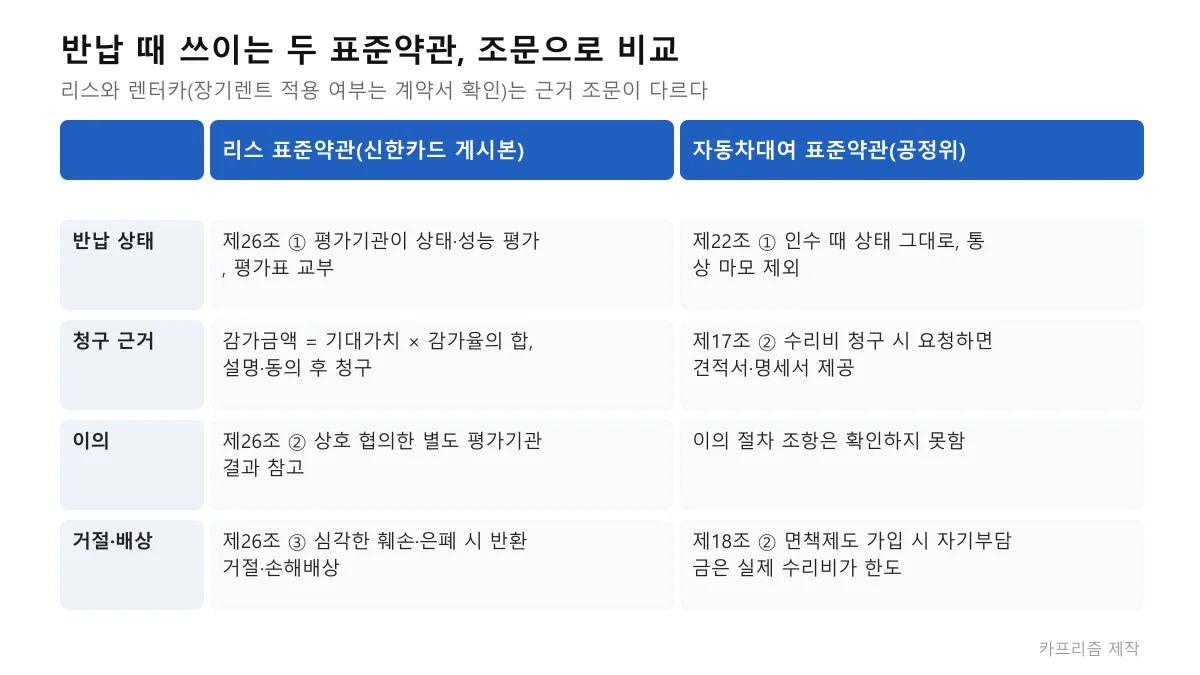 반납 때 쓰이는 두 표준약관, 조문으로 비교
리스와 렌터카(장기렌트 적용 여부는 계약서 확인)는 근거 조문이 다르다
리스 표준약관(신한카드 게시본)
자동차대여 표준약관(공정위)
반납 상태
제26조 ① 평가기관이 상태·성능 평가
, 평가표 교부
제22조 ① 인수 때 상태 그대로, 통
상 마모 제외
청구 근거
감가금액 = 기대가치 × 감가율의 합,
설명·동의 후 청구
제17조 ② 수리비 청구 시 요청하면
견적서·명세서 제공
이의
제26조 ② 상호 협의한 별도 평가기관
결과 참고
이의 절차 조항은 확인하지 못함
거절·배상
제26조 ③ 심각한 훼손·은폐 시 반환
거절·손해배상
제18조 ② 면책제도 가입 시 자기부담
금은 실제 수리비가 한도
카프리즘 제작